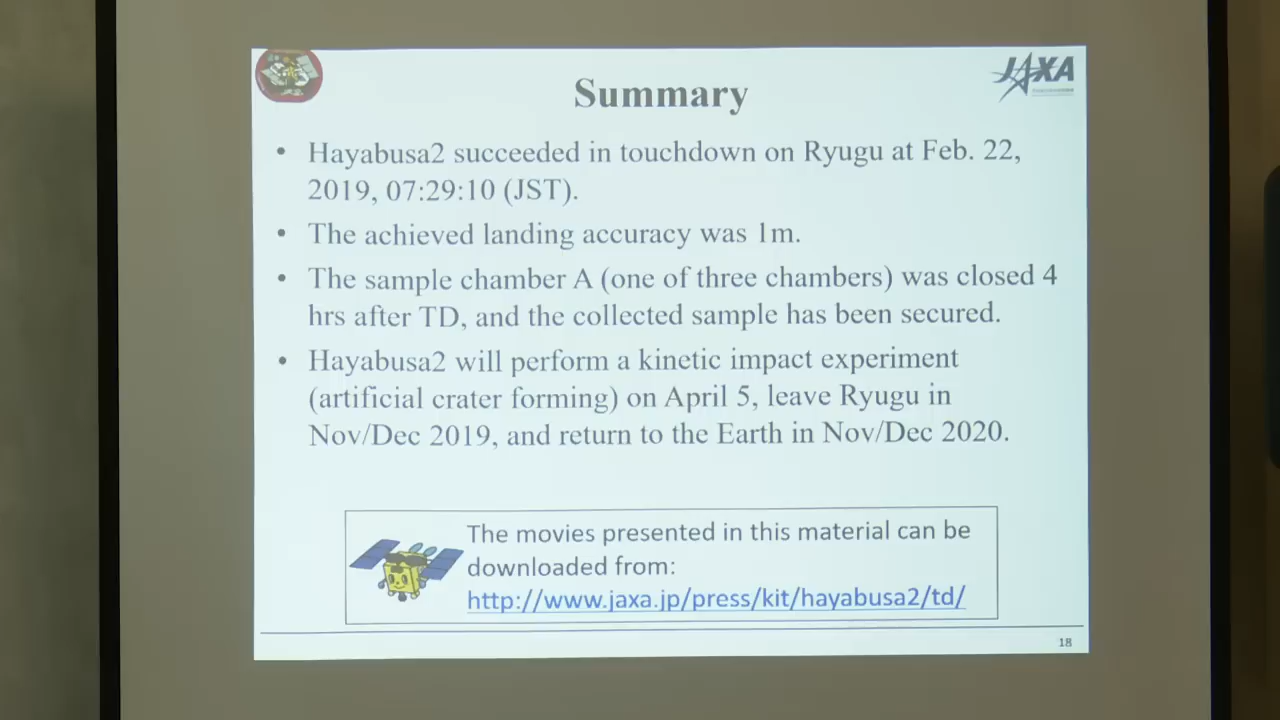 JAXA
Summary
• Hayabusa2 succeeded in touchdown on Ryugu at Feb. 22,
2019, 07:29:10 (JST).
• The achieved landing accuracy was 1m.
• The sample chamber A (one of three chambers) was closed 4
hrs after TD, and the collected sample has been secured.
• Hayabusa2 will perform a kinetic impact experiment
(artificial crater forming) on April 5, leave Ryugu in
Nov/Dec 2019, and return to the Earth in Nov/Dec 2020.
The movies presented in this material can be
downloaded from:
http://www.jaxa.jp/press/kit/hayabusa2/td/
18